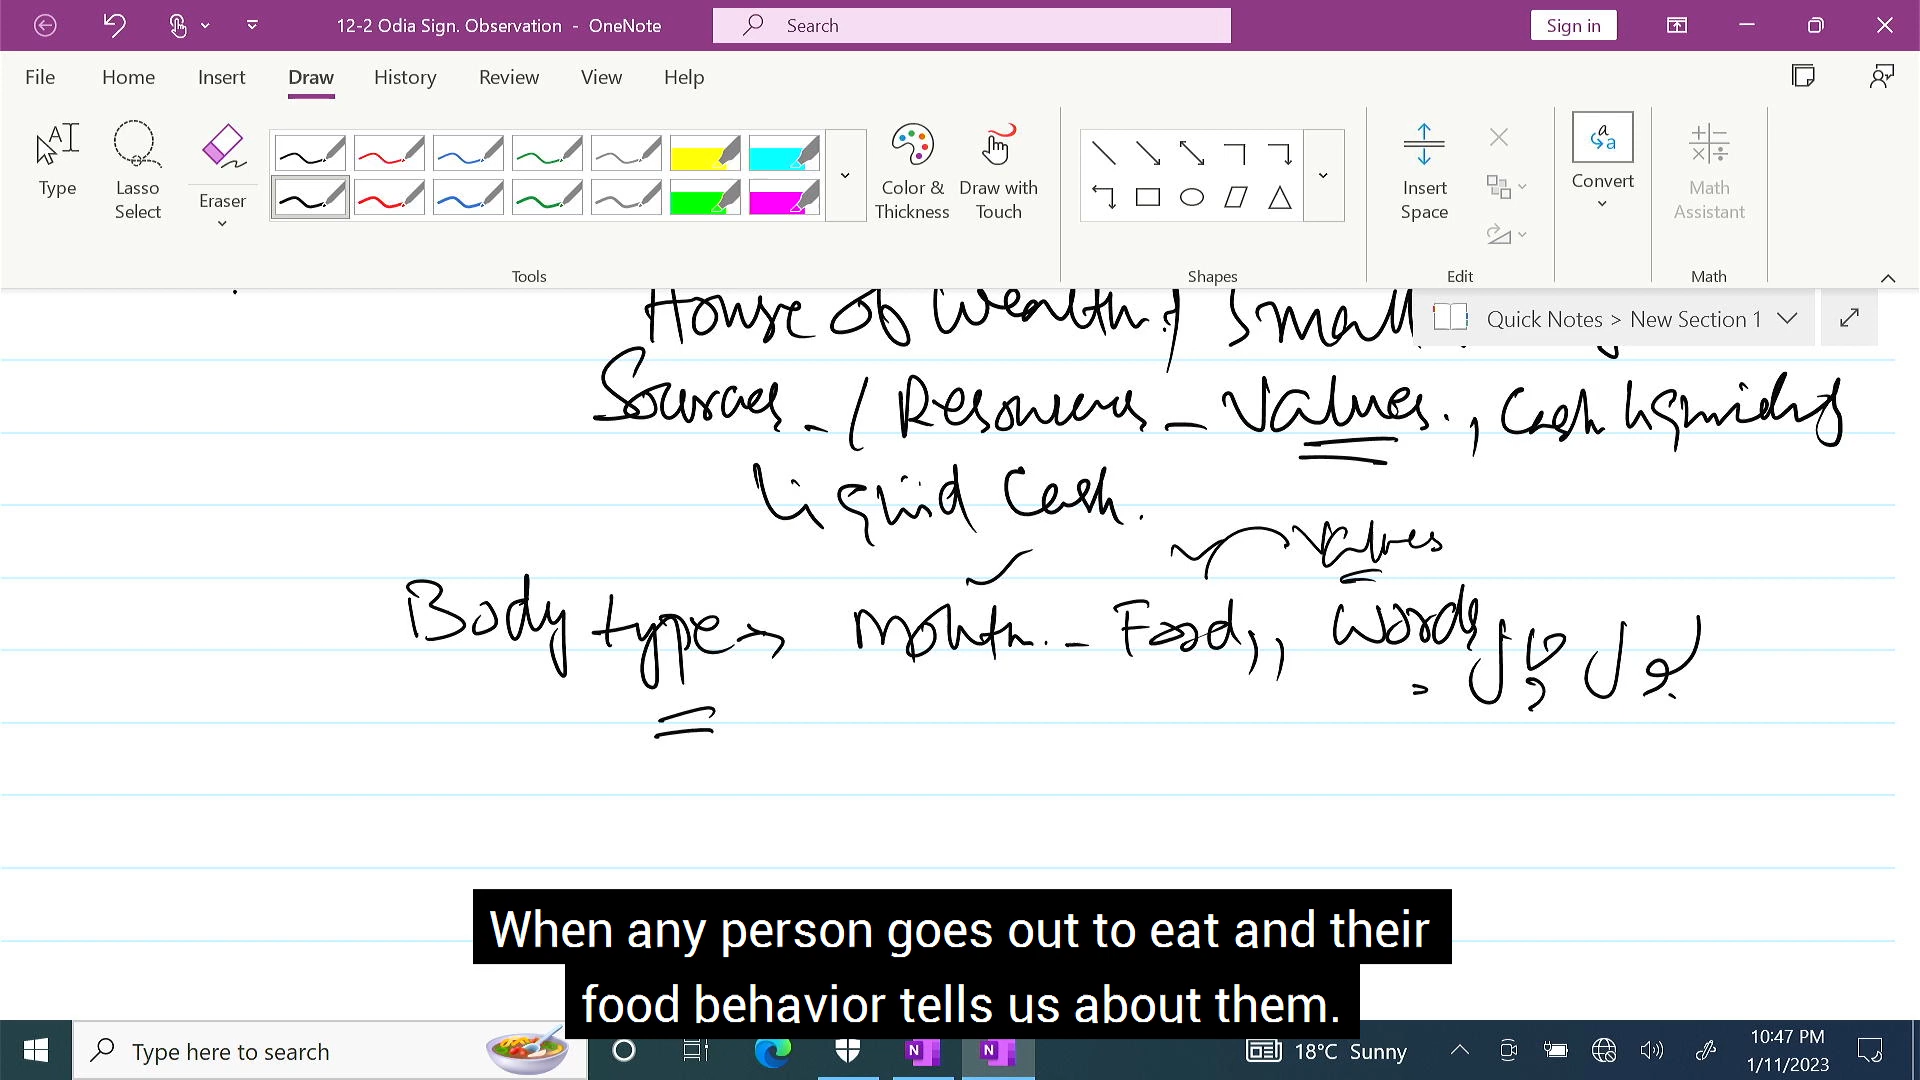 12-2 Odia Sign. Observation - OneNote
Search
Sign in
File Home Insert Draw History Review View Help
Type
Lasso Select
Eraser
Color & Thickness
Draw with Touch
Insert Space
Convert
Math Assistant
Tools
Shapes
Edit
Math
Quick Notes > New Section 1
House of Wealth, Small
Sources - / Resources - Values., Cash liquidity
Liquid Cash.
Values
Body type → Mouth. - Food,, Words
When any person goes out to eat and their
food behavior tells us about them.
Type here to search
18°C Sunny
10:47 PM
1/11/2023